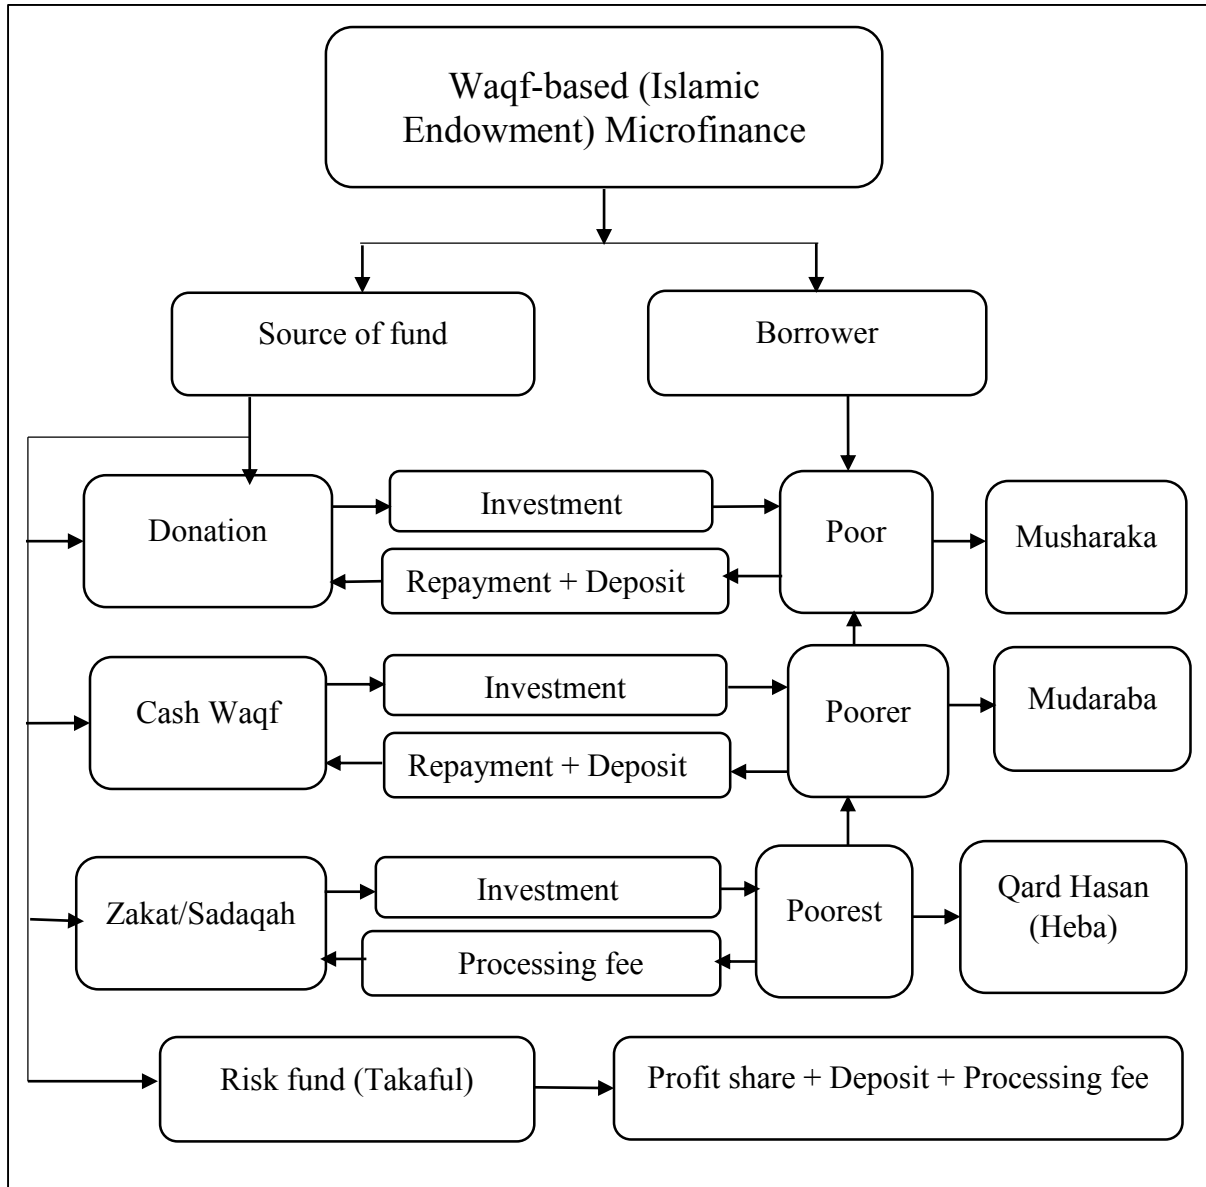 Waqf-based (Islamic
Endowment) Microfinance
Source of fund
Borrower
Donation
Investment
Repayment + Deposit
Poor
Musharaka
Cash Waqf
Investment
Repayment + Deposit
Poorer
Mudaraba
Zakat/Sadaqah
Investment
Processing fee
Poorest
Qard Hasan
(Heba)
Risk fund (Takaful)
Profit share + Deposit + Processing fee